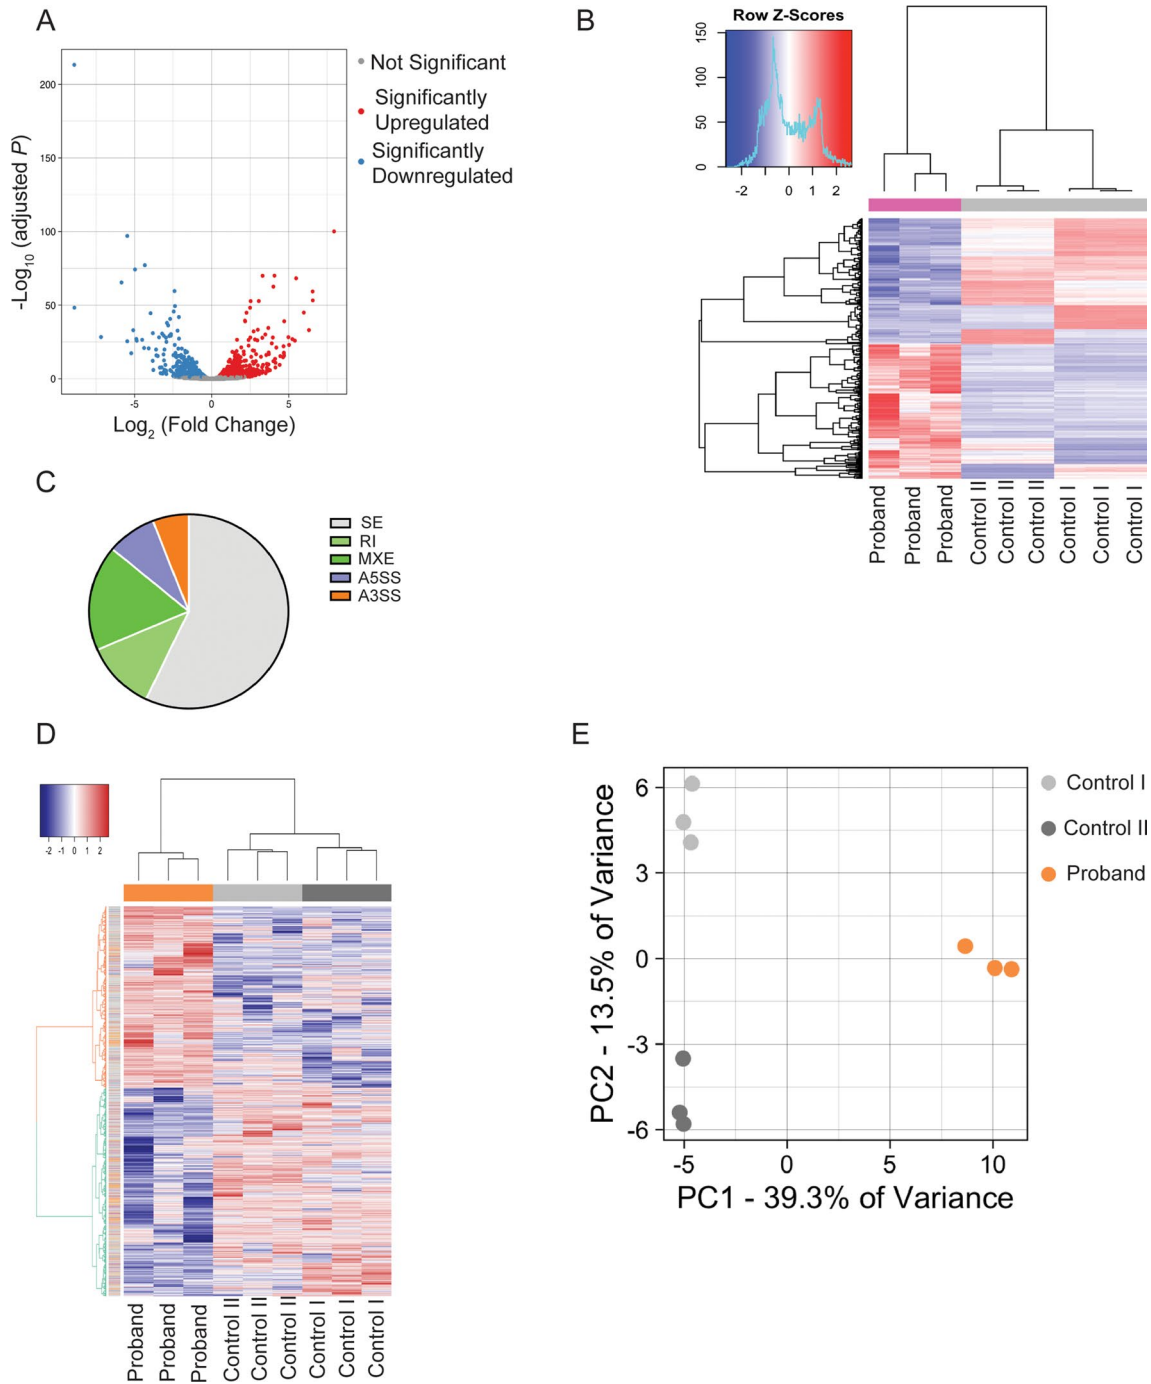 A
-Log10 (adjusted P)
200
150
100
50
0
-5
0
5
Log2 (Fold Change)
Not Significant
Significantly
Upregulated
Significantly
Downregulated
B
Row Z-Scores
150
100
50
0
-2
0
1
2
Proband
Proband
Proband
Control II
Control II
Control II
Control I
Control I
Control I
C
SE
RI
MXE
A5SS
A3SS
D
-2 -1 0 1 2
Proband
Proband
Proband
Control II
Control II
Control II
Control I
Control I
Control I
E
PC2 - 13.5% of Variance
6
3
0
-3
-6
-5
0
5
10
PC1 - 39.3% of Variance
Control I
Control II
Proband